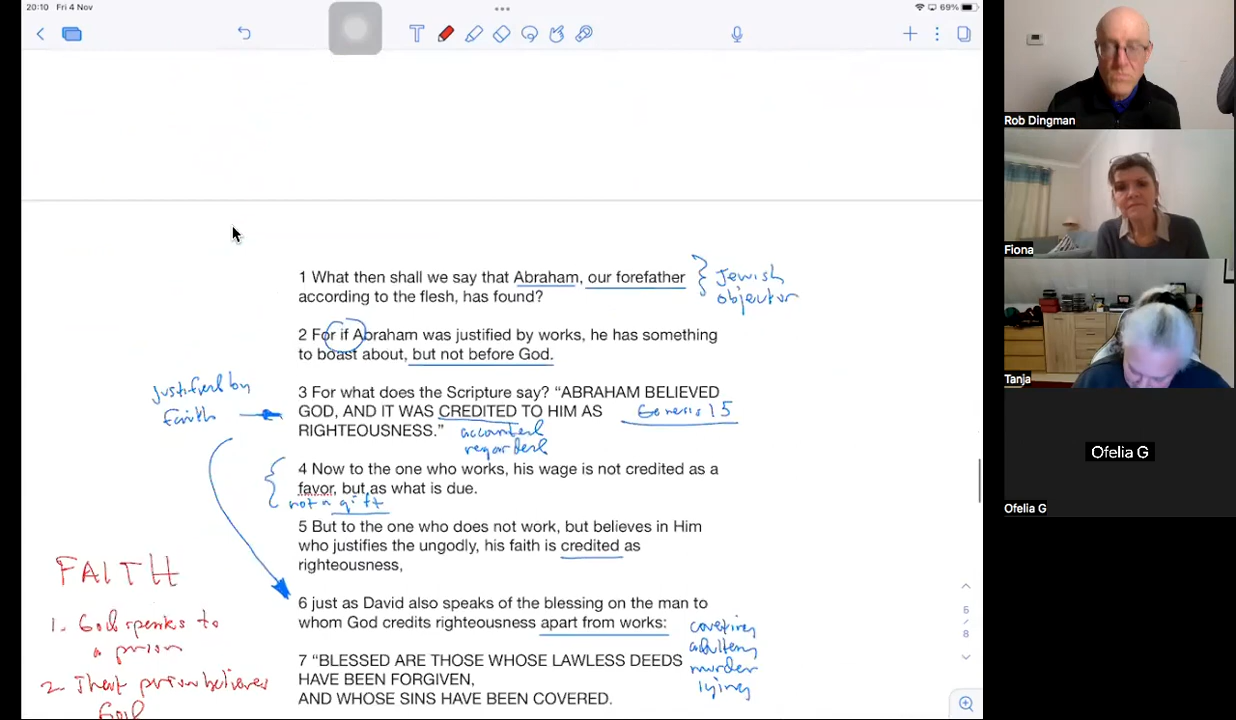 20:10 Fri 4 Nov
69%
1 What then shall we say that Abraham, our forefather
according to the flesh, has found?
Jewish
objector
2 For if Abraham was justified by works, he has something
to boast about, but not before God.
justified by
faith
3 For what does the Scripture say? “ABRAHAM BELIEVED
GOD, AND IT WAS CREDITED TO HIM AS
RIGHTEOUSNESS.”
Genesis 15
accounted
regarded
4 Now to the one who works, his wage is not credited as a
favor, but as what is due.
not a gift
5 But to the one who does not work, but believes in Him
who justifies the ungodly, his faith is credited as
righteousness,
FAITH
1. God speaks to
a person
2. That person believes
God
6 just as David also speaks of the blessing on the man to
whom God credits righteousness apart from works:
coveting
adultery
murder
lying
7 “BLESSED ARE THOSE WHOSE LAWLESS DEEDS
HAVE BEEN FORGIVEN,
AND WHOSE SINS HAVE BEEN COVERED.
5
/
8
Rob Dingman
Fiona
Tanja
Ofelia G
Ofelia G